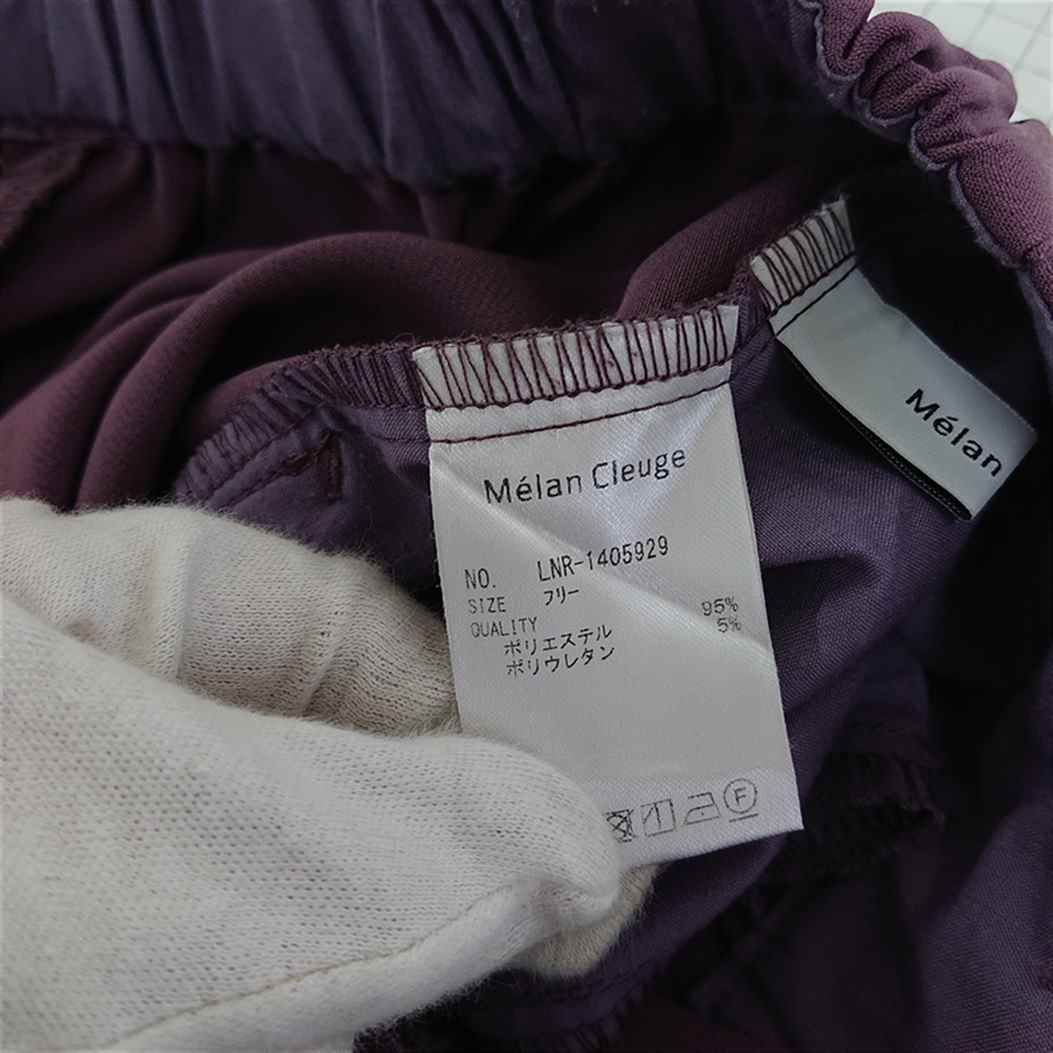 Mélan Cleuge
NO. LNR-1405929
SIZE フリー
QUALITY
ポリエステル 95%
ポリウレタン 5%
F
Mélan